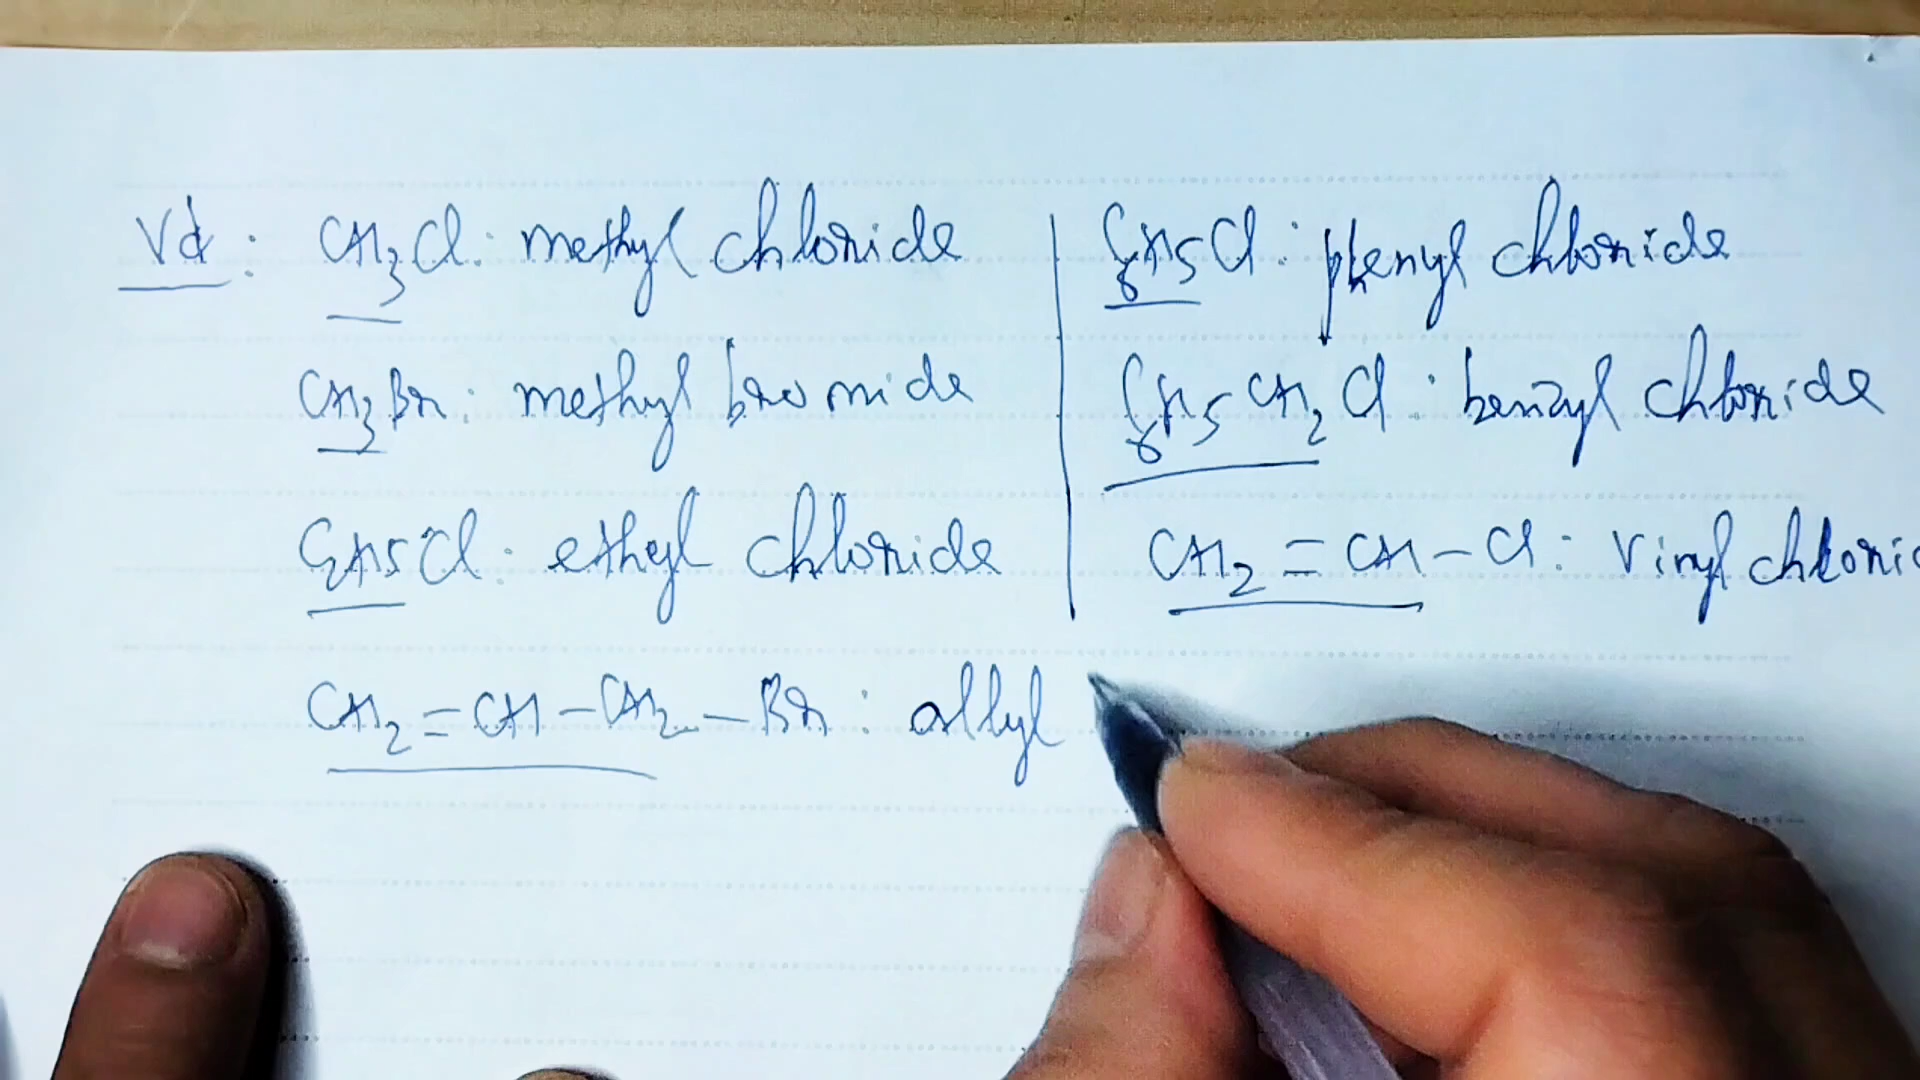 Vd: CH3Cl: methyl chloride
CH3Br: methyl bromide
C2H5Cl: ethyl chloride
C6H5Cl: phenyl chloride
C6H5CH2Cl: benzyl chloride
CH2=CH-Cl: Vinyl chloric
CH2=CH-CH2-Br: allyl